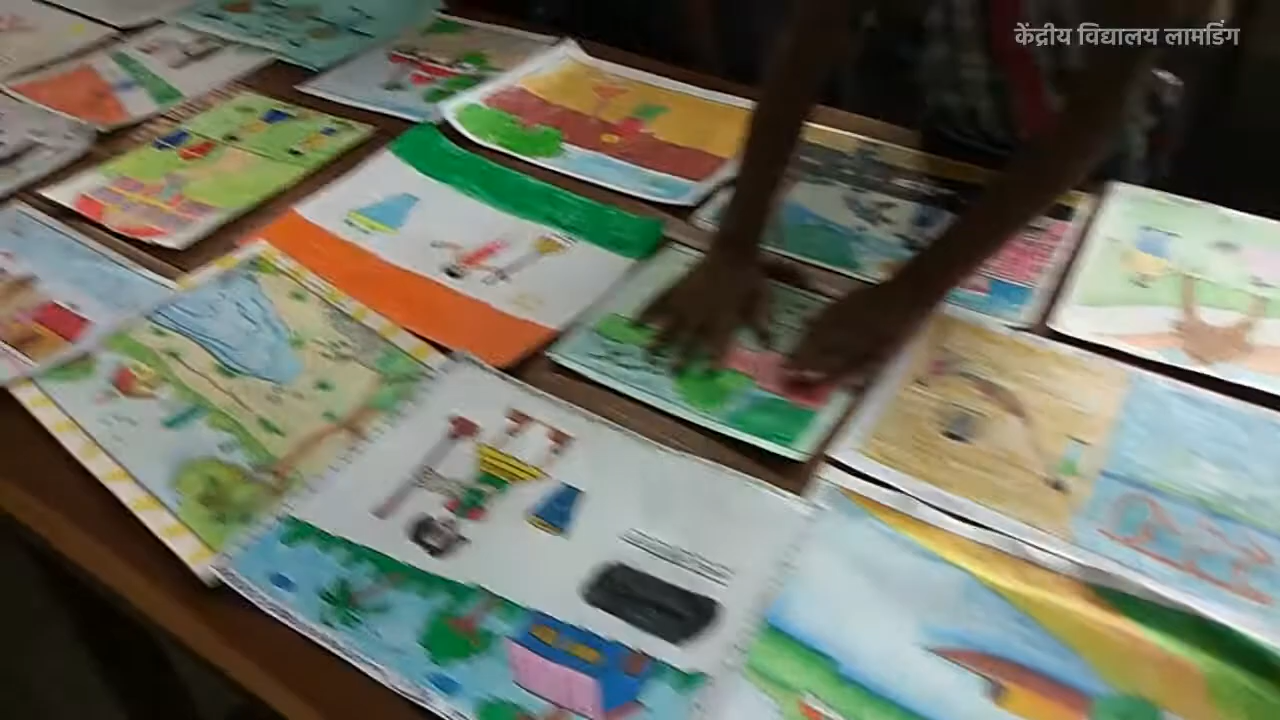 केंद्रीय विद्यालय लामडिंग